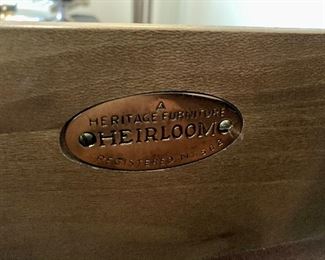 A
HERITAGE FURNITURE
HEIRLOOM
REGISTERED N